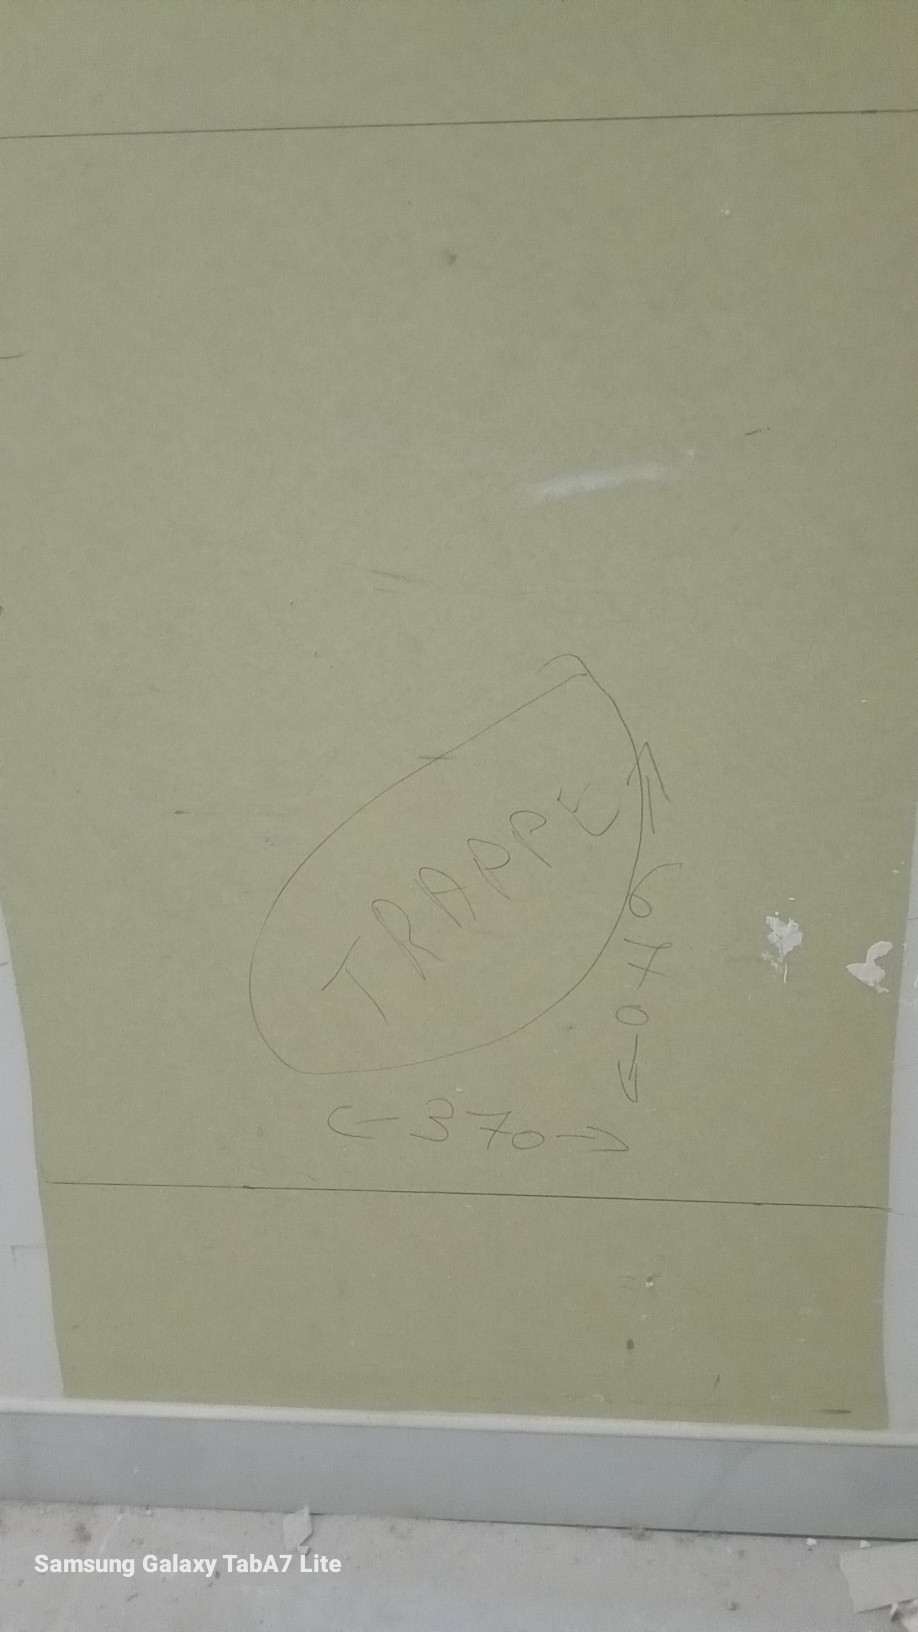 TRAPPE
670
370
Samsung Galaxy TabA7 Lite